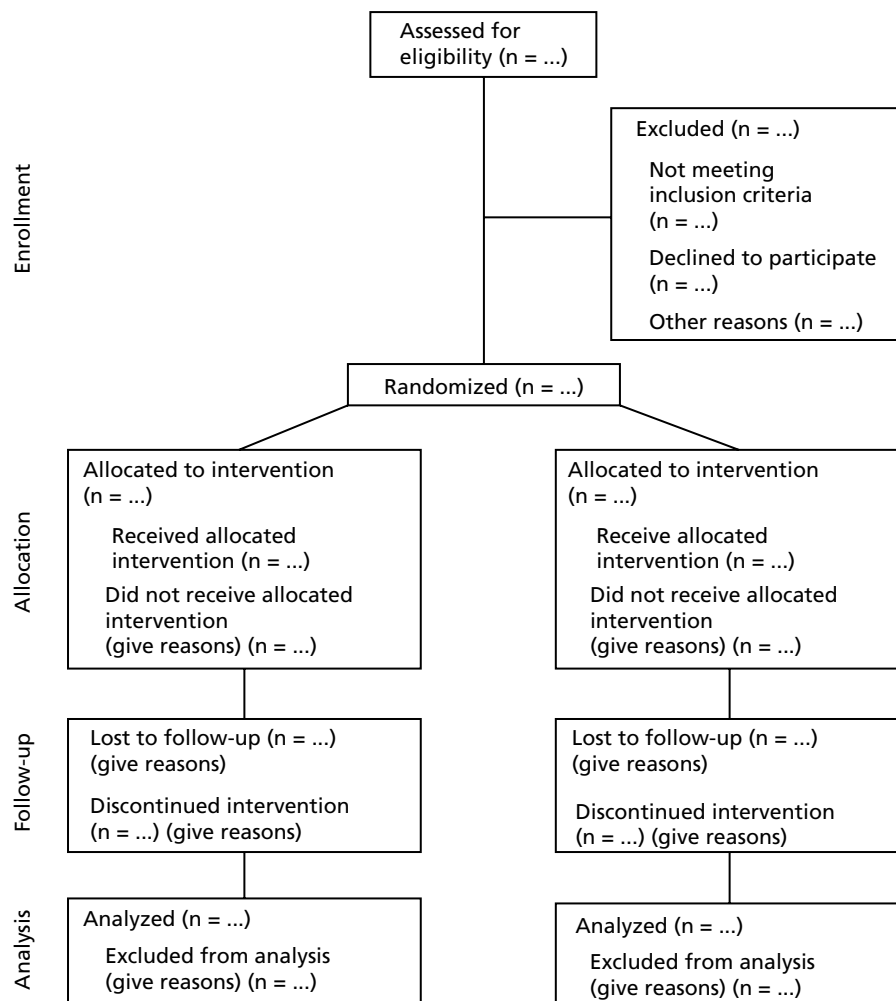 Assessed for
eligibility (n = ...)
Enrollment
Excluded (n = ...)
Not meeting
inclusion criteria
(n = ...)
Declined to participate
(n = ...)
Other reasons (n = ...)
Randomized (n = ...)
Allocation
Allocated to intervention
(n = ...)
Received allocated
intervention (n = ...)
Did not receive allocated
intervention
(give reasons) (n = ...)
Allocated to intervention
(n = ...)
Receive allocated
intervention (n = ...)
Did not receive allocated
intervention
(give reasons) (n = ...)
Follow-up
Lost to follow-up (n = ...)
(give reasons)
Discontinued intervention
(n = ...) (give reasons)
Lost to follow-up (n = ...)
(give reasons)
Discontinued intervention
(n = ...) (give reasons)
Analysis
Analyzed (n = ...)
Excluded from analysis
(give reasons) (n = ...)
Analyzed (n = ...)
Excluded from analysis
(give reasons) (n = ...)